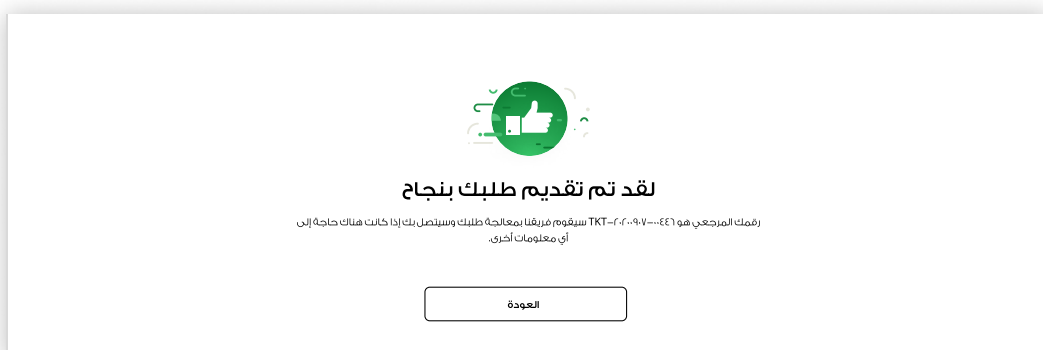 لقد تم تقديم طلبك بنجاح
رقمك المرجعي هو TKT-٢٠٢٠٠٩٠٧-٠٠٤٤٦ سيقوم فريقنا بمعالجة طلبك وسيتصل بك إذا كانت هناك حاجة إلى
أي معلومات أخرى.
العودة